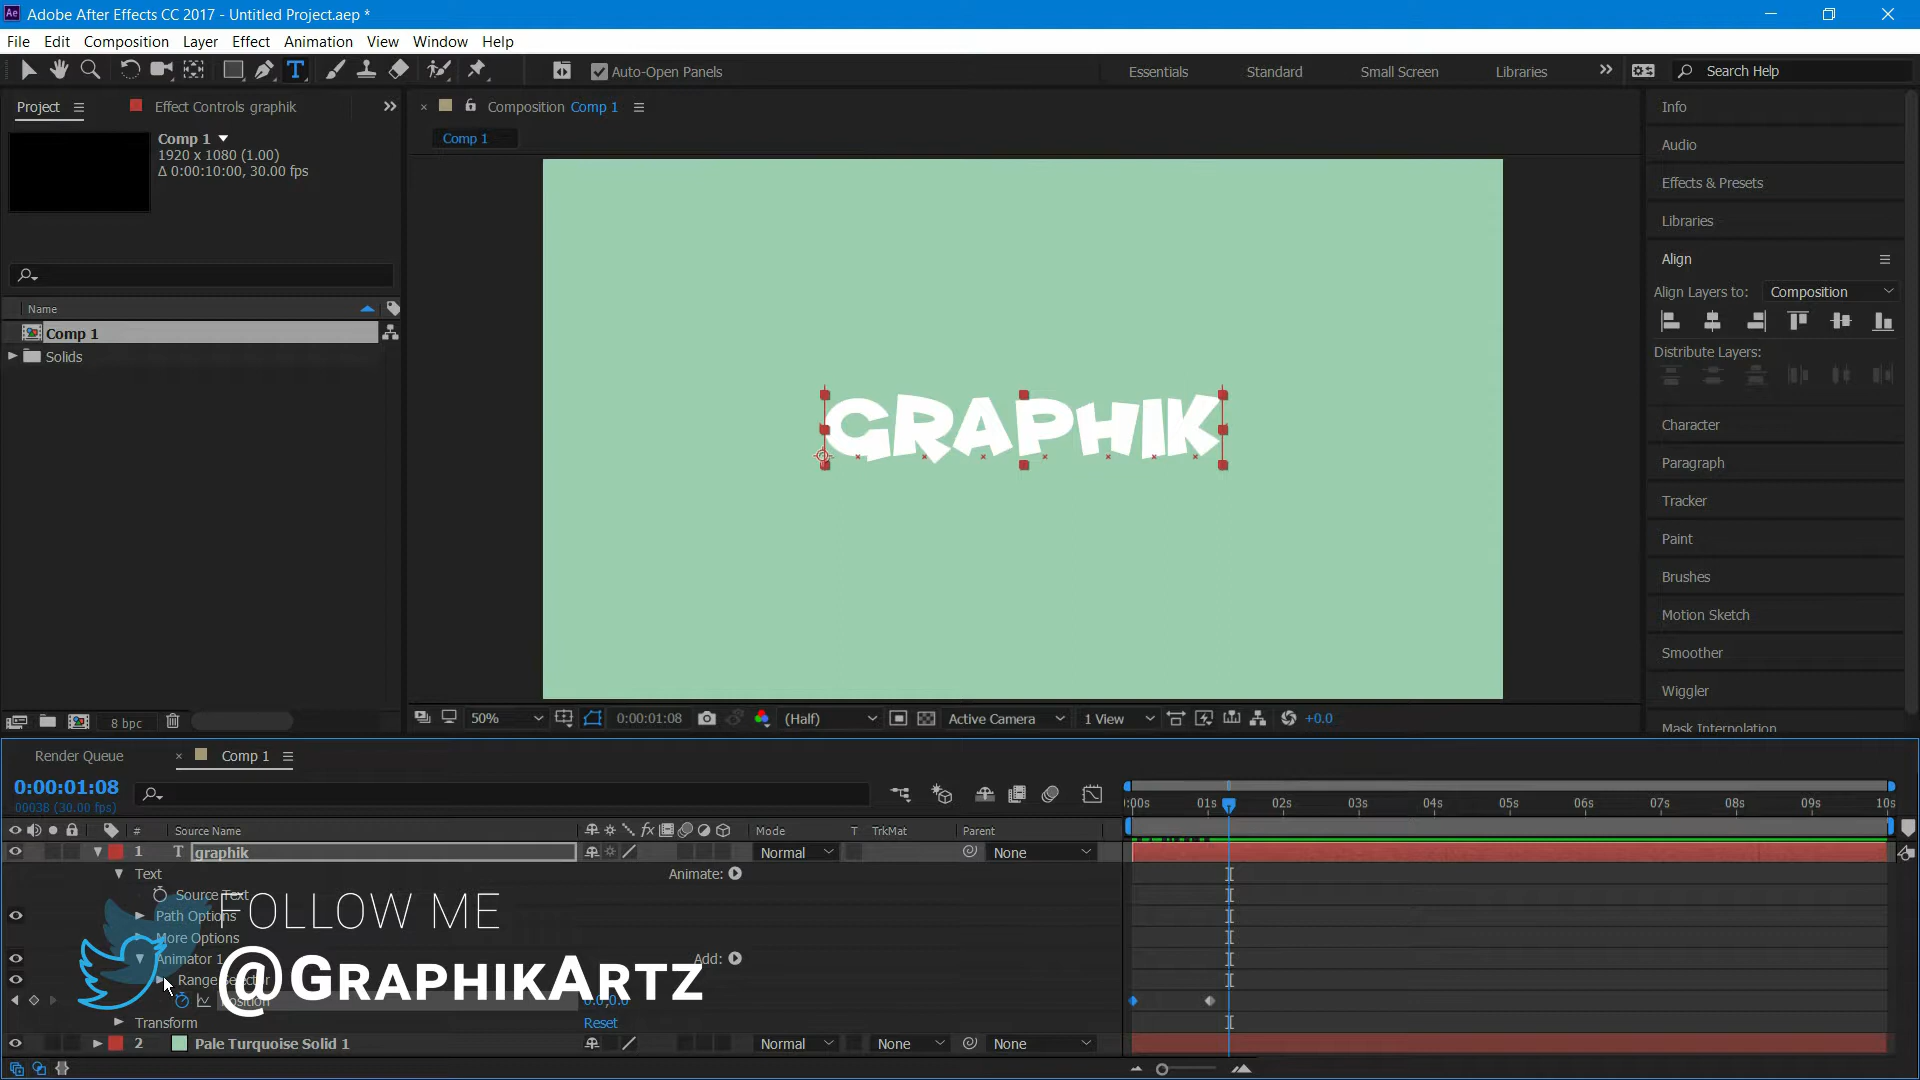 Adobe After Effects CC 2017 - Untitled Project.aep *
File Edit Composition Layer Effect Animation View Window Help
Auto-Open Panels Essentials Standard Small Screen Libraries Search Help
Project Effect Controls graphik
Composition Comp 1
Comp 1
Comp 1
1920 x 1080 (1.00)
Δ 0:00:10:00, 30.00 fps
Name
Comp 1
Solids
8 bpc
GRAPHIK
50% 0:00:01:08 (Half) Active Camera 1 View +0.0
Info
Audio
Effects & Presets
Libraries
Align
Align Layers to: Composition
Distribute Layers:
Character
Paragraph
Tracker
Paint
Brushes
Motion Sketch
Smoother
Wiggler
Mask Interpolation
Render Queue Comp 1
0:00:01:08
00038 (30.00 fps)
:00s 01s 02s 03s 04s 05s 06s 07s 08s 09s 10s
# Source Name Mode T TrkMat Parent
1 T graphik Normal None
Text Animate:
Source Text
Path Options
More Options
Animator 1 Add:
Range Selector
Position 0.0,0.0
Transform Reset
2 Pale Turquoise Solid 1 Normal None None
FOLLOW ME
@GRAPHIKARTZ